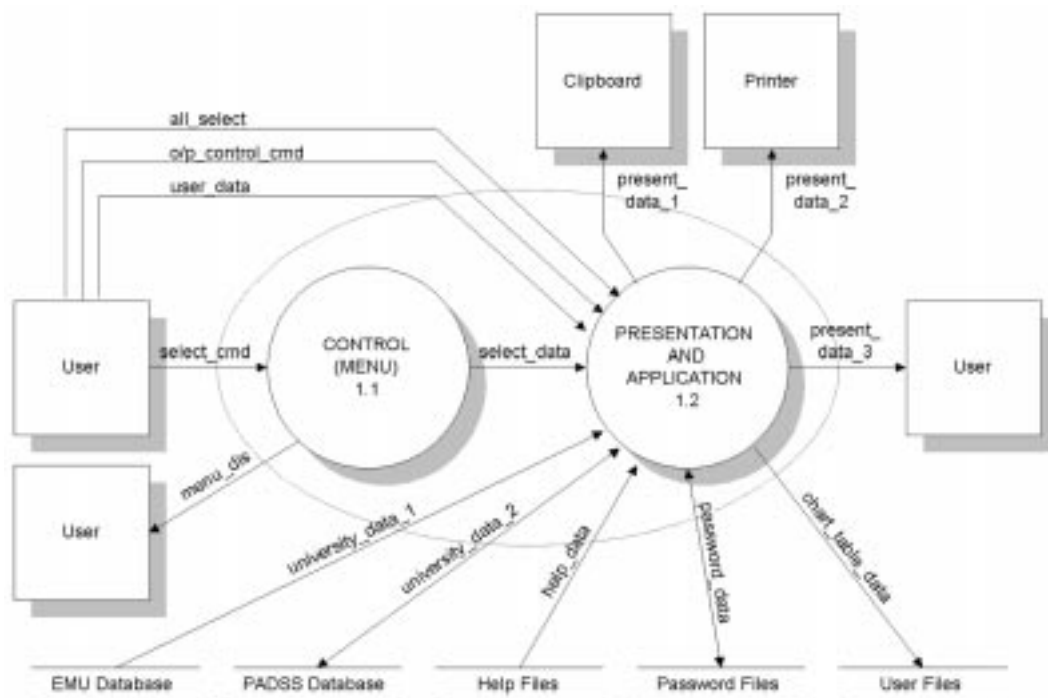 Clipboard
Printer
all_select
o/p_control_cmd
user_data
present_
data_1
present_
data_2
User
select_cmd
CONTROL
(MENU)
1.1
select_data
PRESENTATION
AND
APPLICATION
1.2
present_
data_3
User
User
menu_dis
university_data_1
university_data_2
help_data
password_data
chart_table_data
EMU Database
PADSS Database
Help Files
Password Files
User Files